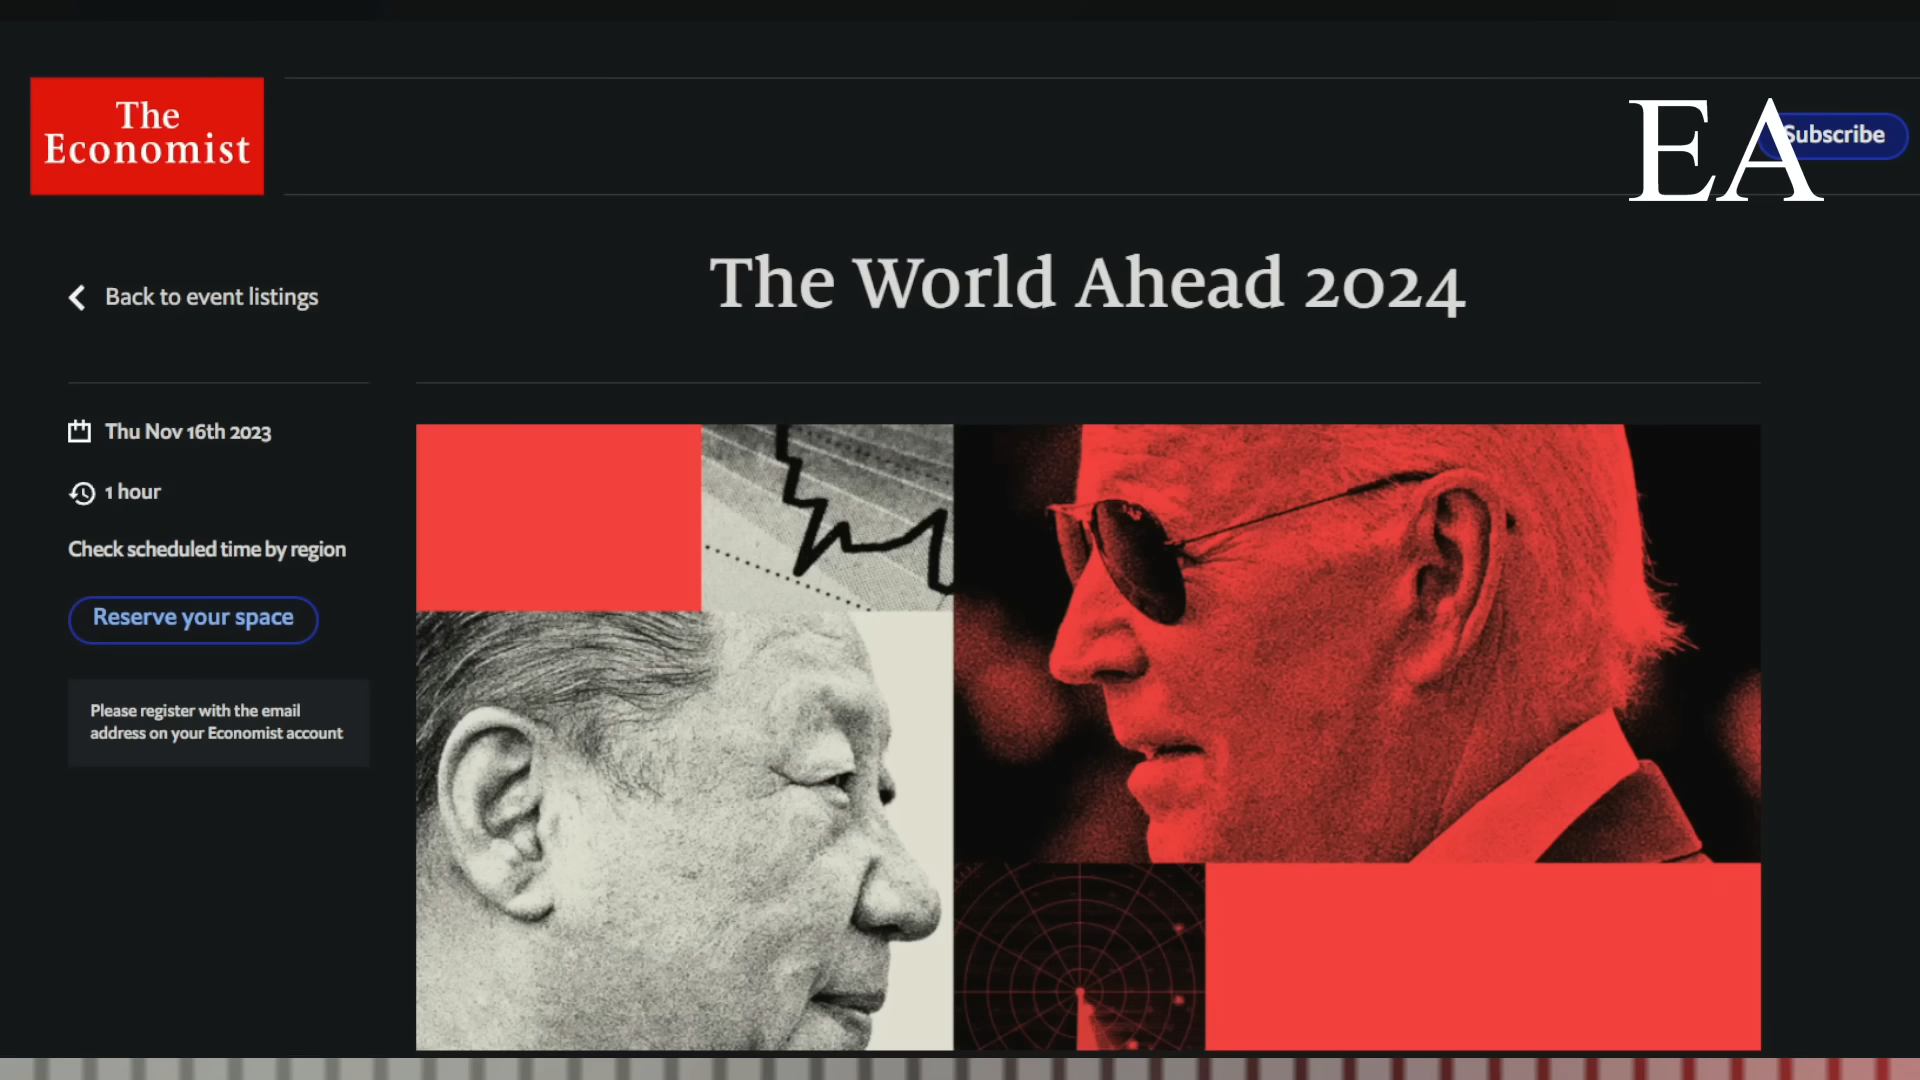 The
Economist
EA
Subscribe
The World Ahead 2024
Back to event listings
Thu Nov 16th 2023
1 hour
Check scheduled time by region
Reserve your space
Please register with the email
address on your Economist account